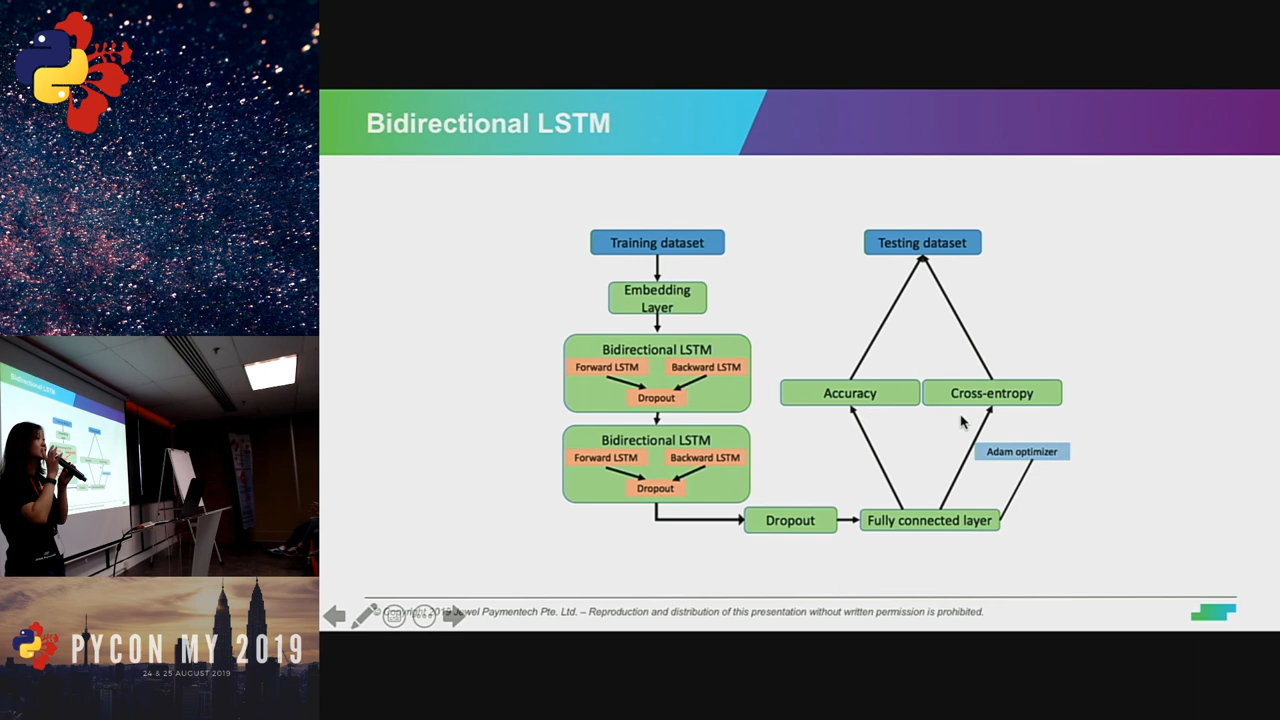 Bidirectional LSTM
Training dataset
Embedding
Layer
Bidirectional LSTM
Forward LSTM
Backward LSTM
Dropout
Bidirectional LSTM
Forward LSTM
Backward LSTM
Dropout
Dropout
Fully connected layer
Adam optimizer
Accuracy
Cross-entropy
Testing dataset
© Copyright 2019 Jewel Paymentech Pte. Ltd. – Reproduction and distribution of this presentation without written permission is prohibited.
Bidirectional LSTM
PYCON MY 2019
24 & 25 AUGUST 2019